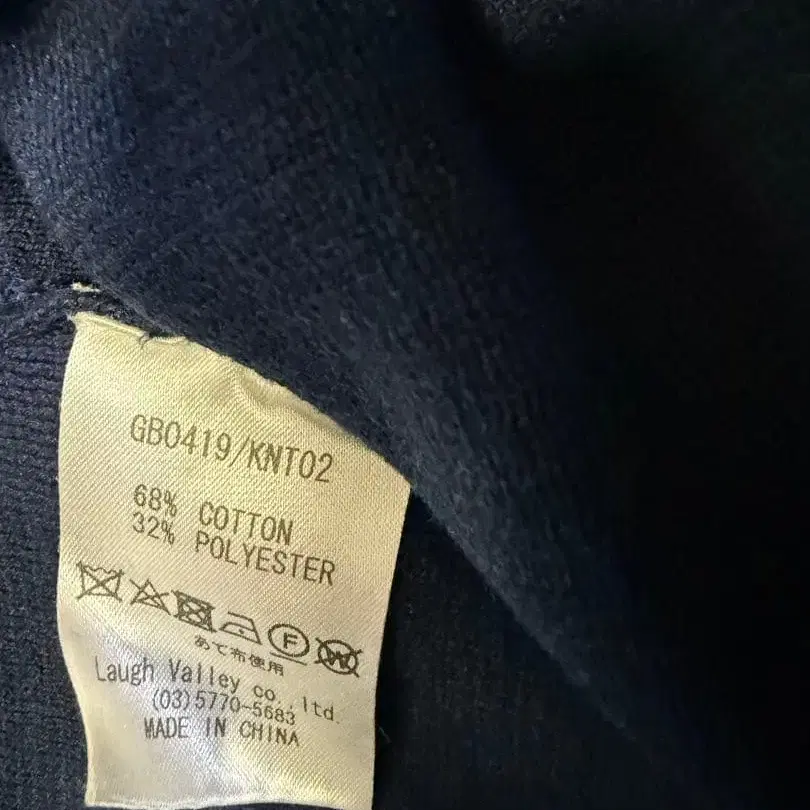 GB0419/KNT02
68% COTTON
32% POLYESTER
F W
あて布使用
Laugh Valley co.,ltd.
(03)5770-5683
MADE IN CHINA